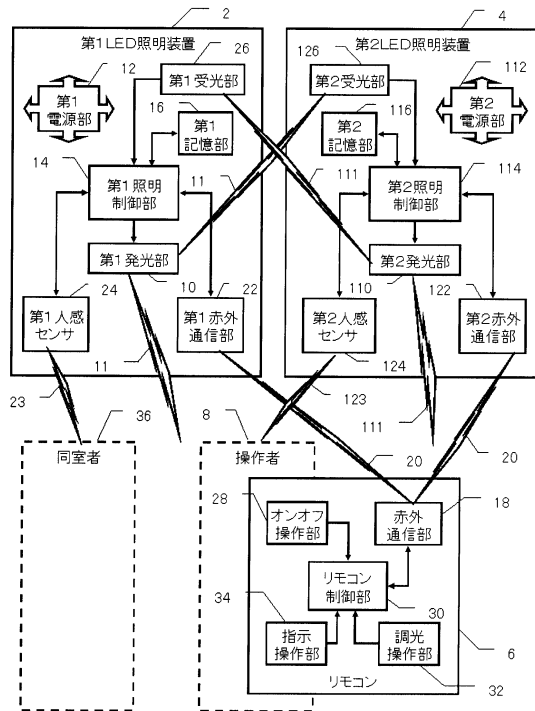 2
4
第1LED照明装置
26
126
第2LED照明装置
12
第1受光部
第2受光部
112
第1
電源部
16
第1
記憶部
116
第2
記憶部
第2
電源部
14
114
第1照明
制御部
11
111
第2照明
制御部
第1発光部
第2発光部
24
10
22
110
122
第1人感
センサ
第1赤外
通信部
第2人感
センサ
第2赤外
通信部
11
124
23
36
8
123
111
同室者
操作者
20
20
28
18
オンオフ
操作部
赤外
通信部
リモコン
制御部
34
30
指示
操作部
調光
操作部
6
リモコン
32